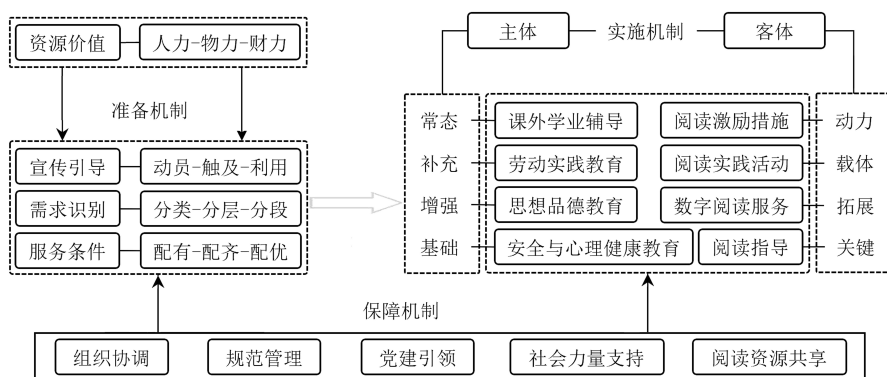 资源价值 人力-物力-财力
主体 实施机制 客体
准备机制
常态 课外学业辅导 阅读激励措施 动力
宣传引导 动员-触及-利用
补充 劳动实践教育 阅读实践活动 载体
需求识别 分类-分层-分段
增强 思想品德教育 数字阅读服务 拓展
服务条件 配有-配齐-配优
基础 安全与心理健康教育 阅读指导 关键
保障机制
组织协调 规范管理 党建引领 社会力量支持 阅读资源共享